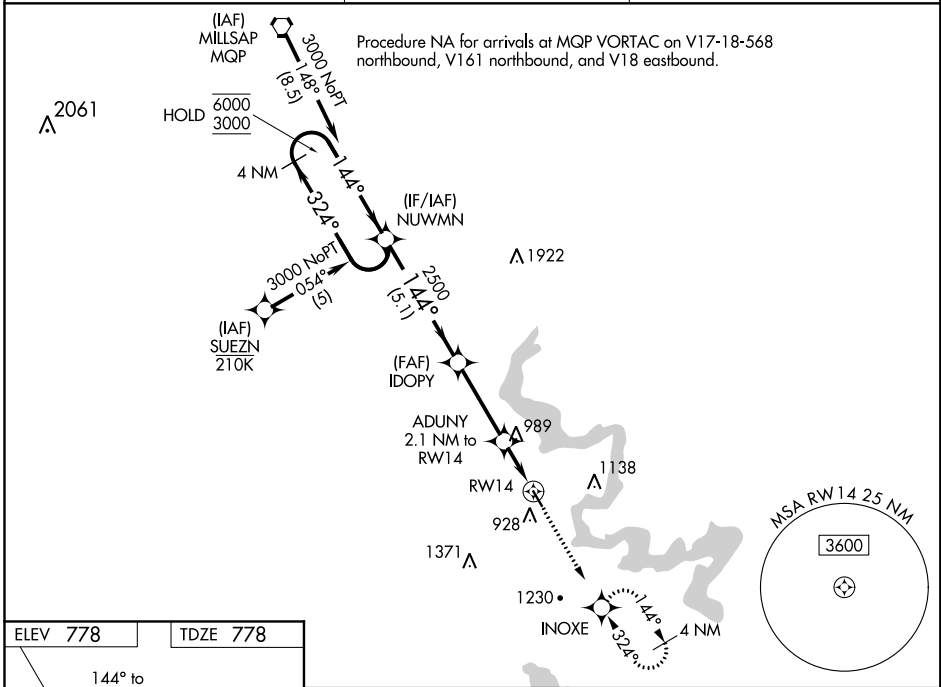 (IAF)
MILLSAP
MQP
3000 NoPT
148°
(8.5)
Procedure NA for arrivals at MQP VORTAC on V17-18-568
northbound, V161 northbound, and V18 eastbound.
2061
HOLD
6000
3000
4 NM
144°
324°
(IF/IAF)
NUWMN
3000 NoPT
054°
(5)
2500
144°
(5.1)
1922
(IAF)
SUEZN
210K
(FAF)
IDOPY
ADUNY
2.1 NM to
RW14
989
RW14
1138
928
MSA RW14 25 NM
3600
1371
1230
INOXE
144°
324°
4 NM
ELEV 778
TDZE 778
144° to